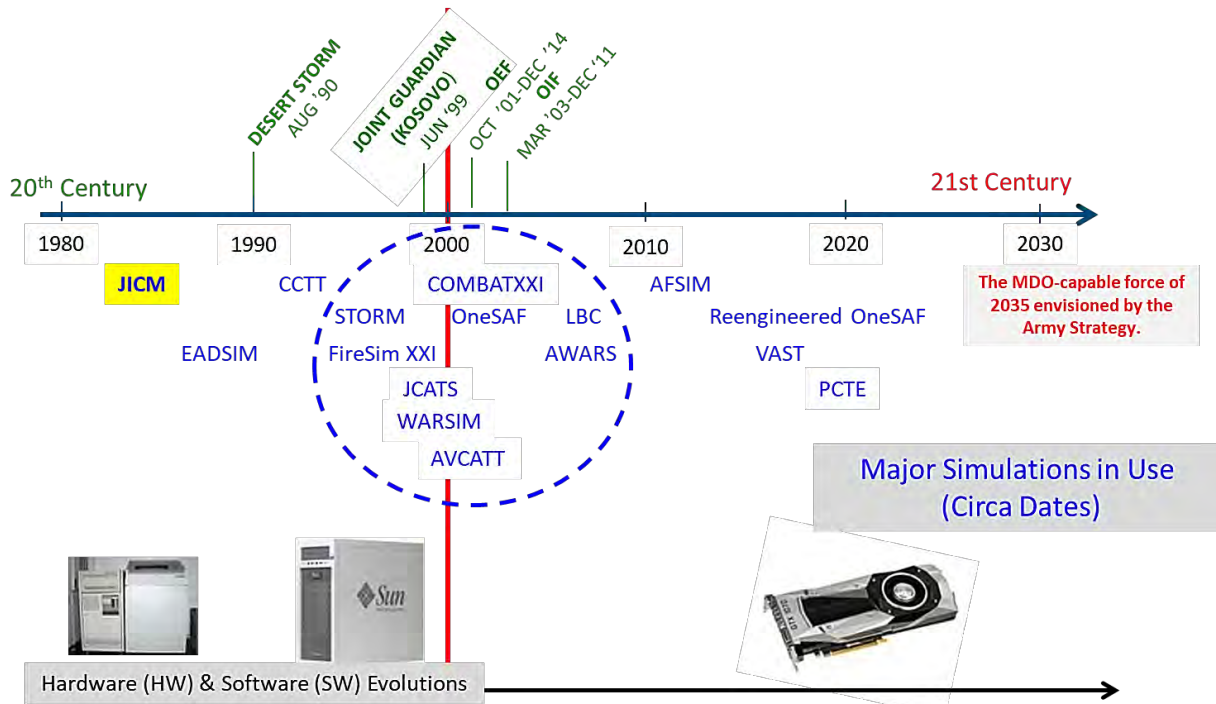 DESERT STORM
AUG '90
JOINT GUARDIAN
(KOSOVO)
JUN '99
OEF
OCT '01-DEC '14
OIF
MAR '03-DEC '11
20th Century
21st Century
1980
1990
2000
2010
2020
2030
JICM
CCTT
COMBATXXI
AFSIM
The MDO-capable force of
2035 envisioned by the
Army Strategy.
STORM
OneSAF
LBC
Reengineered OneSAF
EADSIM
FireSim XXI
AWARS
VAST
JCATS
PCTE
WARSIM
AVCATT
Major Simulations in Use
(Circa Dates)
Sun
GTX 1070
Hardware (HW) & Software (SW) Evolutions